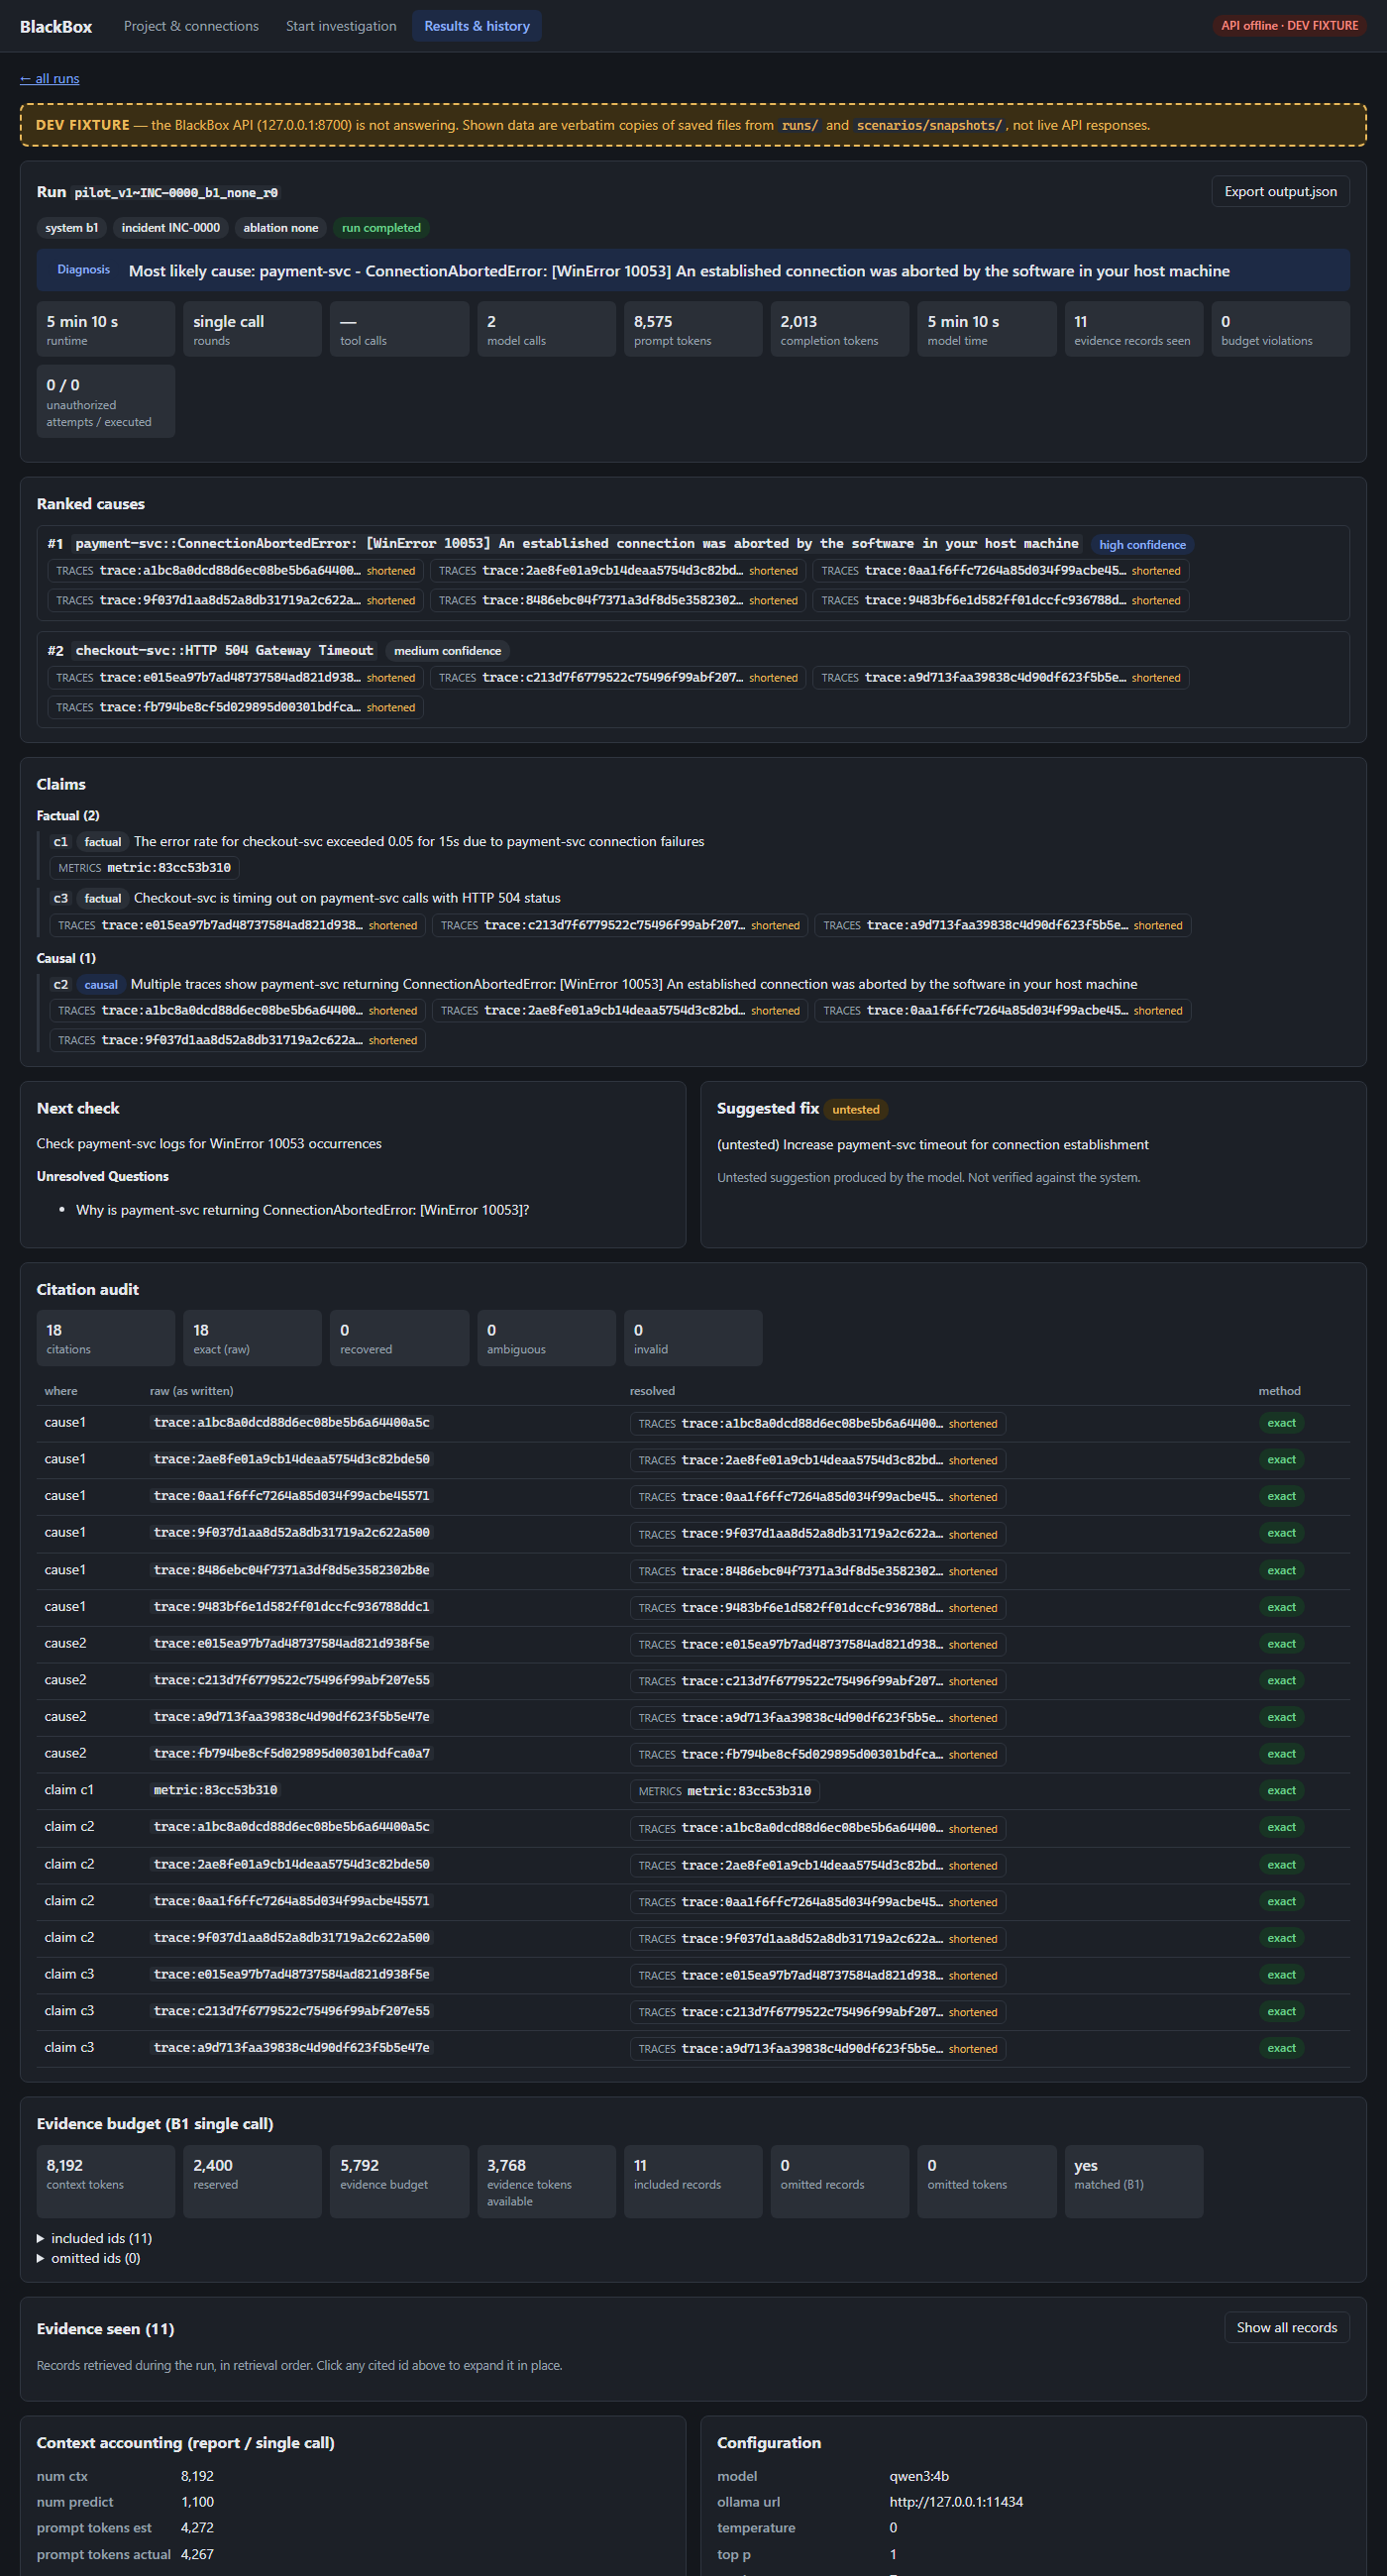 BlackBox Project & connections Start investigation Results & history API offline · DEV FIXTURE
← all runs
DEV FIXTURE — the BlackBox API (127.0.0.1:8700) is not answering. Shown data are verbatim copies of saved files from runs/ and scenarios/snapshots/, not live API responses.
Run pilot_v1~INC-0000_b1_none_r0 Export output.json
system b1 incident INC-0000 ablation none run completed
Diagnosis Most likely cause: payment-svc - ConnectionAbortedError: [WinError 10053] An established connection was aborted by the software in your host machine
5 min 10 s single call — 2 8,575 2,013 5 min 10 s 11 0
runtime rounds tool calls model calls prompt tokens completion tokens model time evidence records seen budget violations
0 / 0
unauthorized
attempts / executed
Ranked causes
#1 payment-svc::ConnectionAbortedError: [WinError 10053] An established connection was aborted by the software in your host machine high confidence
TRACES trace:a1bc8a0dcd88d6ec08be5b6a64400… shortened TRACES trace:2ae8fe01a9cb14deaa5754d3c82bd… shortened TRACES trace:0aa1f6ffc7264a85d034f99acbe45… shortened
TRACES trace:9f037d1aa8d52a8db31719a2c622a… shortened TRACES trace:8486ebc04f7371a3df8d5e3582302… shortened TRACES trace:9483bf6e1d582ff01dccfc936788d… shortened
#2 checkout-svc::HTTP 504 Gateway Timeout medium confidence
TRACES trace:e015ea97b7ad48737584ad821d938… shortened TRACES trace:c213d7f6779522c75496f99abf207… shortened TRACES trace:a9d713faa39838c4d90df623f5b5e… shortened
TRACES trace:fb794be8cf5d029895d00301bdfca… shortened
Claims
Factual (2)
c1 factual The error rate for checkout-svc exceeded 0.05 for 15s due to payment-svc connection failures
METRICS metric:83cc53b310
c3 factual Checkout-svc is timing out on payment-svc calls with HTTP 504 status
TRACES trace:e015ea97b7ad48737584ad821d938… shortened TRACES trace:c213d7f6779522c75496f99abf207… shortened TRACES trace:a9d713faa39838c4d90df623f5b5e… shortened
Causal (1)
c2 causal Multiple traces show payment-svc returning ConnectionAbortedError: [WinError 10053] An established connection was aborted by the software in your host machine
TRACES trace:a1bc8a0dcd88d6ec08be5b6a64400… shortened TRACES trace:2ae8fe01a9cb14deaa5754d3c82bd… shortened TRACES trace:0aa1f6ffc7264a85d034f99acbe45… shortened
TRACES trace:9f037d1aa8d52a8db31719a2c622a… shortened
Next check
Check payment-svc logs for WinError 10053 occurrences
Unresolved Questions
• Why is payment-svc returning ConnectionAbortedError: [WinError 10053]?
Suggested fix untested
(untested) Increase payment-svc timeout for connection establishment
Untested suggestion produced by the model. Not verified against the system.
Citation audit
18 18 0 0 0
citations exact (raw) recovered ambiguous invalid
where raw (as written) resolved method
cause1 trace:a1bc8a0dcd88d6ec08be5b6a64400a5c TRACES trace:a1bc8a0dcd88d6ec08be5b6a64400… shortened exact
cause1 trace:2ae8fe01a9cb14deaa5754d3c82bde50 TRACES trace:2ae8fe01a9cb14deaa5754d3c82bd… shortened exact
cause1 trace:0aa1f6ffc7264a85d034f99acbe45571 TRACES trace:0aa1f6ffc7264a85d034f99acbe45… shortened exact
cause1 trace:9f037d1aa8d52a8db31719a2c622a500 TRACES trace:9f037d1aa8d52a8db31719a2c622a… shortened exact
cause1 trace:8486ebc04f7371a3df8d5e3582302b8e TRACES trace:8486ebc04f7371a3df8d5e3582302… shortened exact
cause1 trace:9483bf6e1d582ff01dccfc936788ddc1 TRACES trace:9483bf6e1d582ff01dccfc936788d… shortened exact
cause2 trace:e015ea97b7ad48737584ad821d938f5e TRACES trace:e015ea97b7ad48737584ad821d938… shortened exact
cause2 trace:c213d7f6779522c75496f99abf207e55 TRACES trace:c213d7f6779522c75496f99abf207… shortened exact
cause2 trace:a9d713faa39838c4d90df623f5b5e47e TRACES trace:a9d713faa39838c4d90df623f5b5e… shortened exact
cause2 trace:fb794be8cf5d029895d00301bdfca0a7 TRACES trace:fb794be8cf5d029895d00301bdfca… shortened exact
claim c1 metric:83cc53b310 METRICS metric:83cc53b310 exact
claim c2 trace:a1bc8a0dcd88d6ec08be5b6a64400a5c TRACES trace:a1bc8a0dcd88d6ec08be5b6a64400… shortened exact
claim c2 trace:2ae8fe01a9cb14deaa5754d3c82bde50 TRACES trace:2ae8fe01a9cb14deaa5754d3c82bd… shortened exact
claim c2 trace:0aa1f6ffc7264a85d034f99acbe45571 TRACES trace:0aa1f6ffc7264a85d034f99acbe45… shortened exact
claim c2 trace:9f037d1aa8d52a8db31719a2c622a500 TRACES trace:9f037d1aa8d52a8db31719a2c622a… shortened exact
claim c3 trace:e015ea97b7ad48737584ad821d938f5e TRACES trace:e015ea97b7ad48737584ad821d938… shortened exact
claim c3 trace:c213d7f6779522c75496f99abf207e55 TRACES trace:c213d7f6779522c75496f99abf207… shortened exact
claim c3 trace:a9d713faa39838c4d90df623f5b5e47e TRACES trace:a9d713faa39838c4d90df623f5b5e… shortened exact
Evidence budget (B1 single call)
8,192 2,400 5,792 3,768 11 0 0 yes
context tokens reserved evidence budget evidence tokens available included records omitted records omitted tokens matched (B1)
▶ included ids (11)
▶ omitted ids (0)
Evidence seen (11) Show all records
Records retrieved during the run, in retrieval order. Click any cited id above to expand it in place.
Context accounting (report / single call)
num ctx 8,192
num predict 1,100
prompt tokens est 4,272
prompt tokens actual 4,267
Configuration
model qwen3:4b
ollama url http://127.0.0.1:11434
temperature 0
top p 1